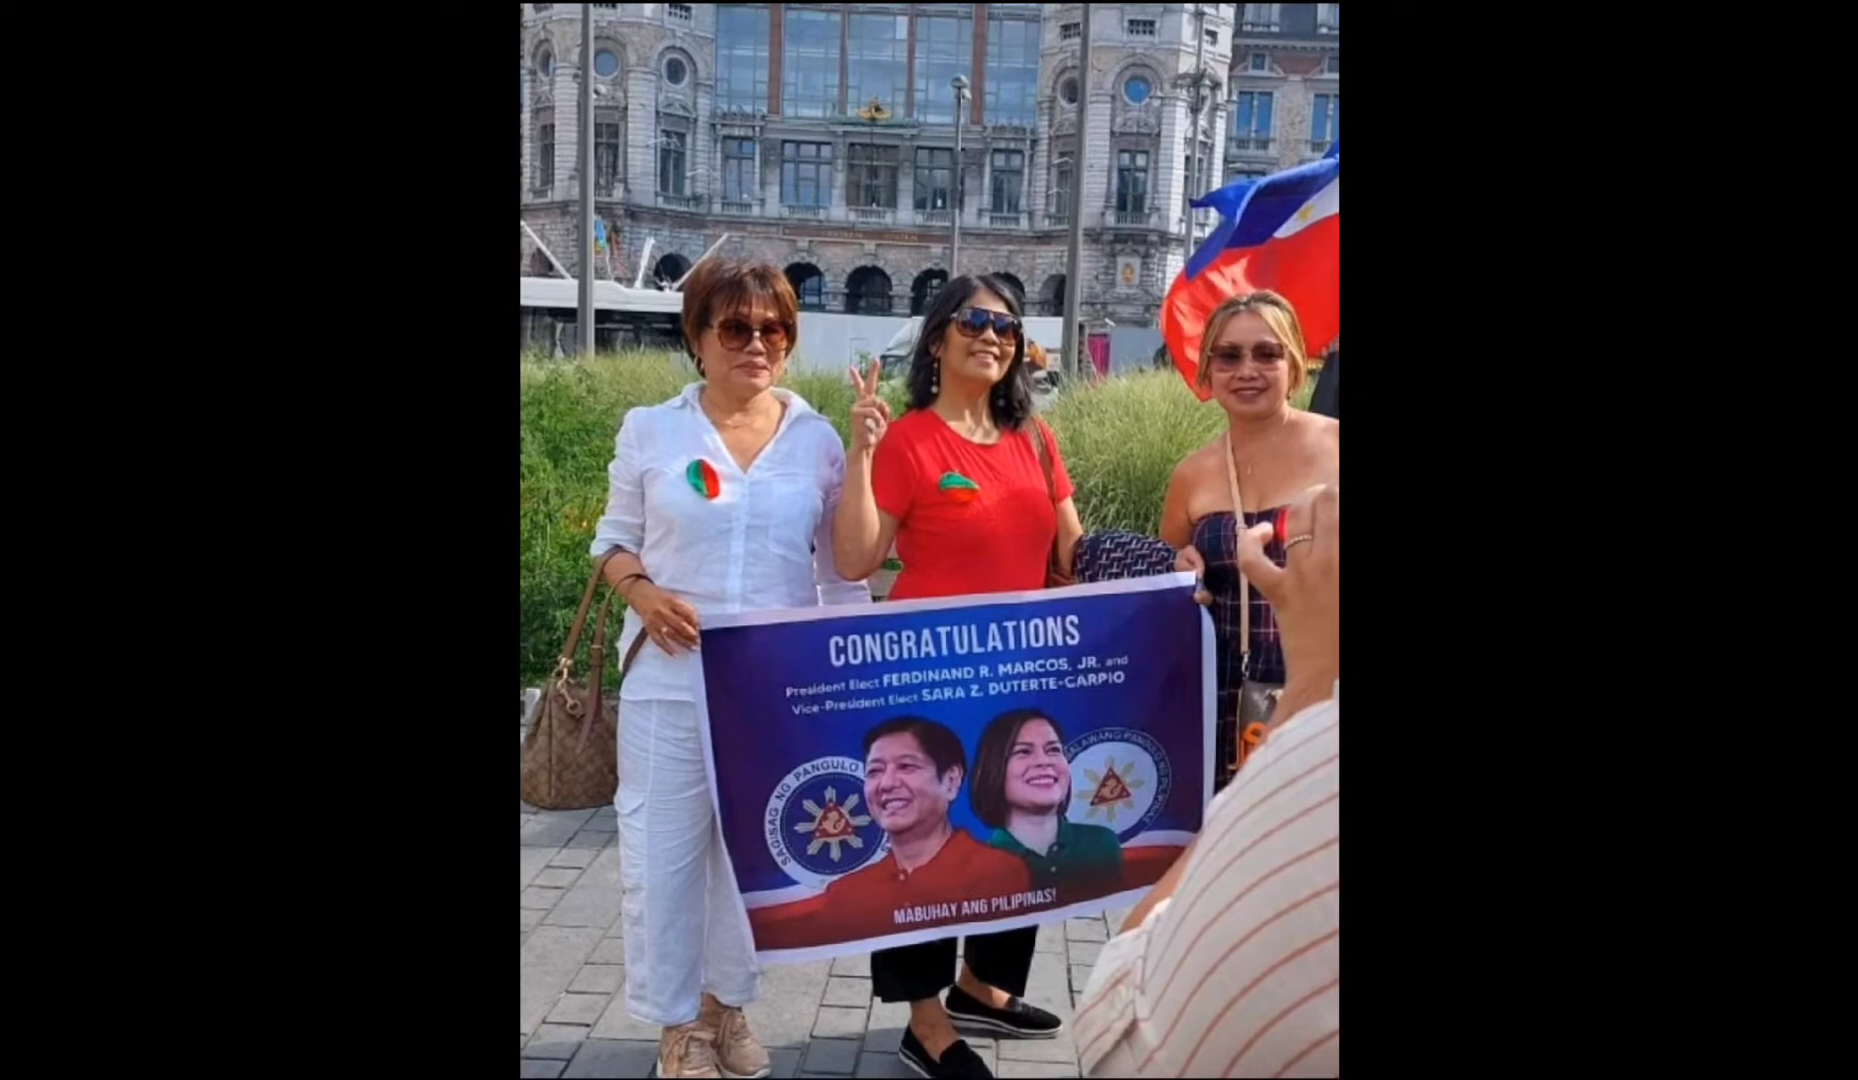 CONGRATULATIONS
President Elect FERDINAND R. MARCOS, JR. and
Vice-President Elect SARA Z. DUTERTE-CARPIO
SAGISAG NG PANGULO
MABUHAY ANG PILIPINAS!